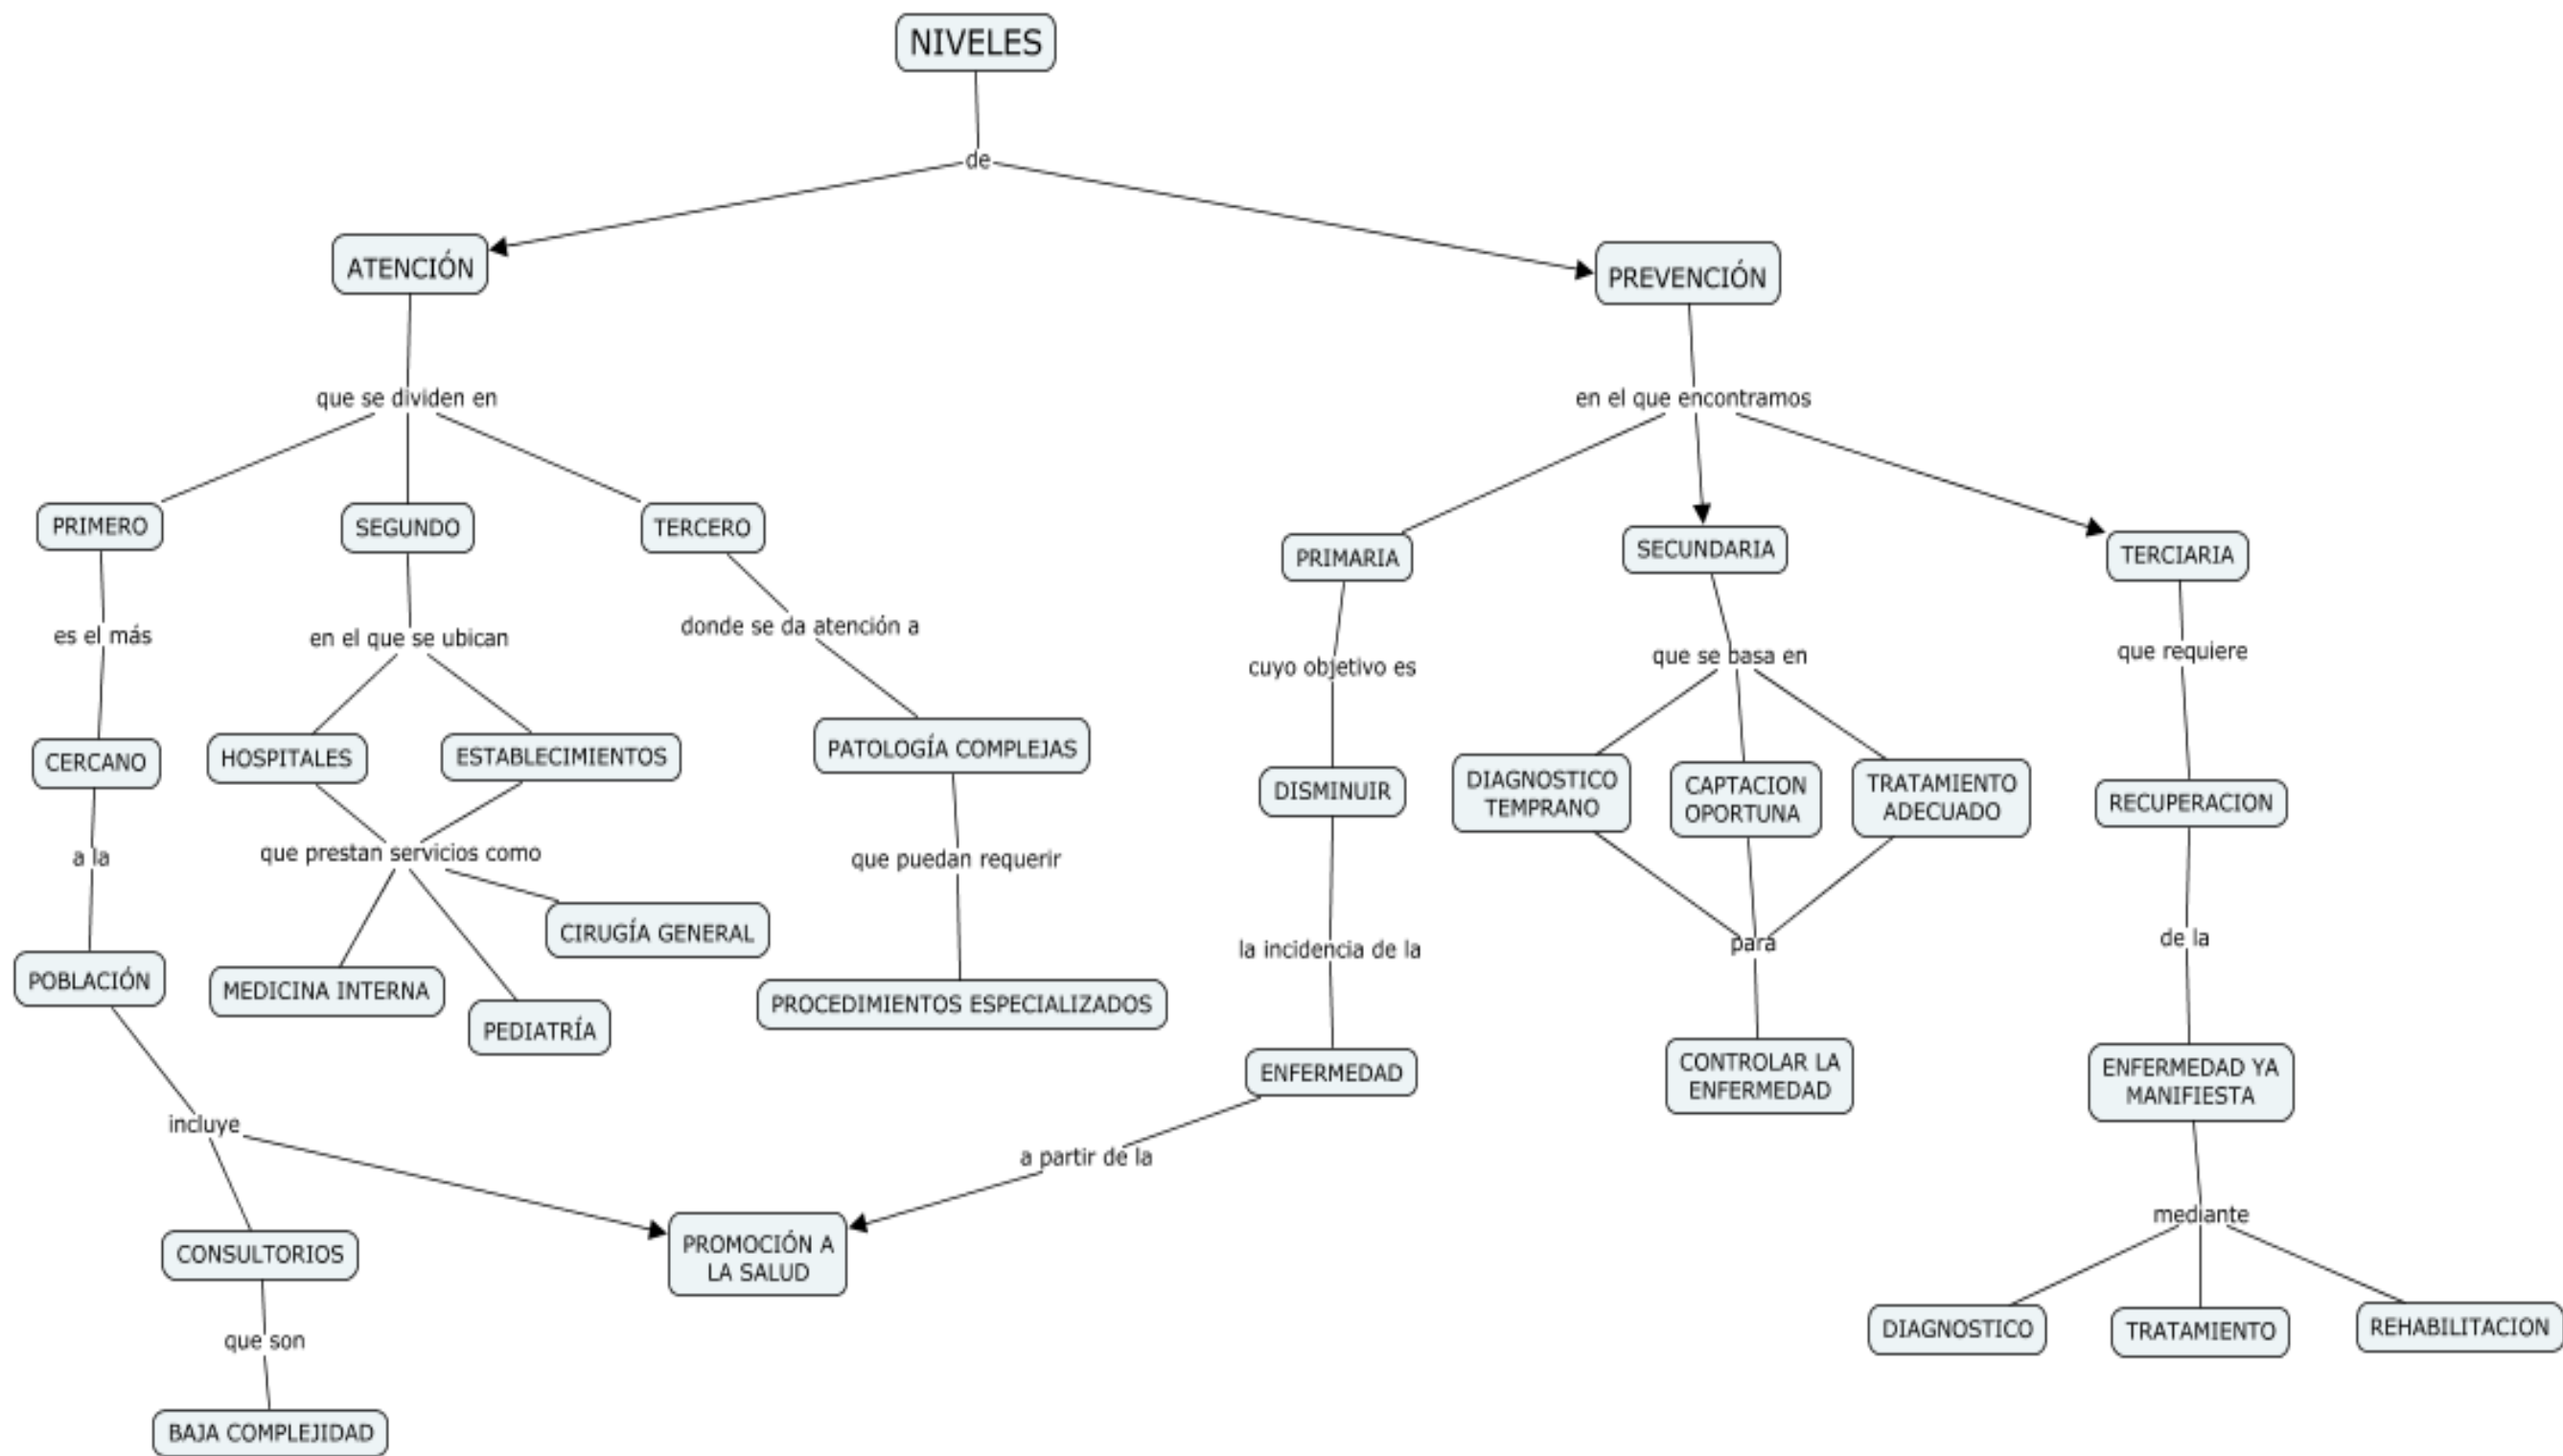 NIVELES
de
ATENCIÓN
PREVENCIÓN
que se dividen en
en el que encontramos
PRIMERO
SEGUNDO
TERCERO
PRIMARIA
SECUNDARIA
TERCIARIA
es el más
en el que se ubican
donde se da atención a
cuyo objetivo es
que se basa en
que requiere
CERCANO
HOSPITALES
ESTABLECIMIENTOS
PATOLOGÍA COMPLEJAS
DISMINUIR
DIAGNOSTICO
TEMPRANO
CAPTACION
OPORTUNA
TRATAMIENTO
ADECUADO
RECUPERACION
a la
que prestan servicios como
que puedan requerir
CIRUGÍA GENERAL
la incidencia de la
para
de la
POBLACIÓN
MEDICINA INTERNA
PEDIATRÍA
PROCEDIMIENTOS ESPECIALIZADOS
ENFERMEDAD
CONTROLAR LA
ENFERMEDAD
ENFERMEDAD YA
MANIFIESTA
incluye
a partir de la
mediante
CONSULTORIOS
PROMOCIÓN A
LA SALUD
DIAGNOSTICO
TRATAMIENTO
REHABILITACION
que son
BAJA COMPLEJIDAD